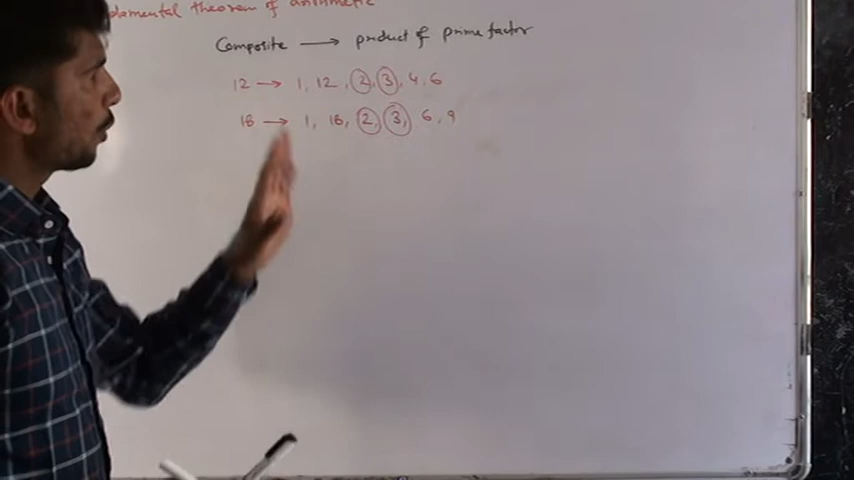 damental theorem of arithmetic
Composite → product of prime factor
12 → 1, 12, 2, 3, 4, 6
18 → 1, 18, 2, 3, 6, 9